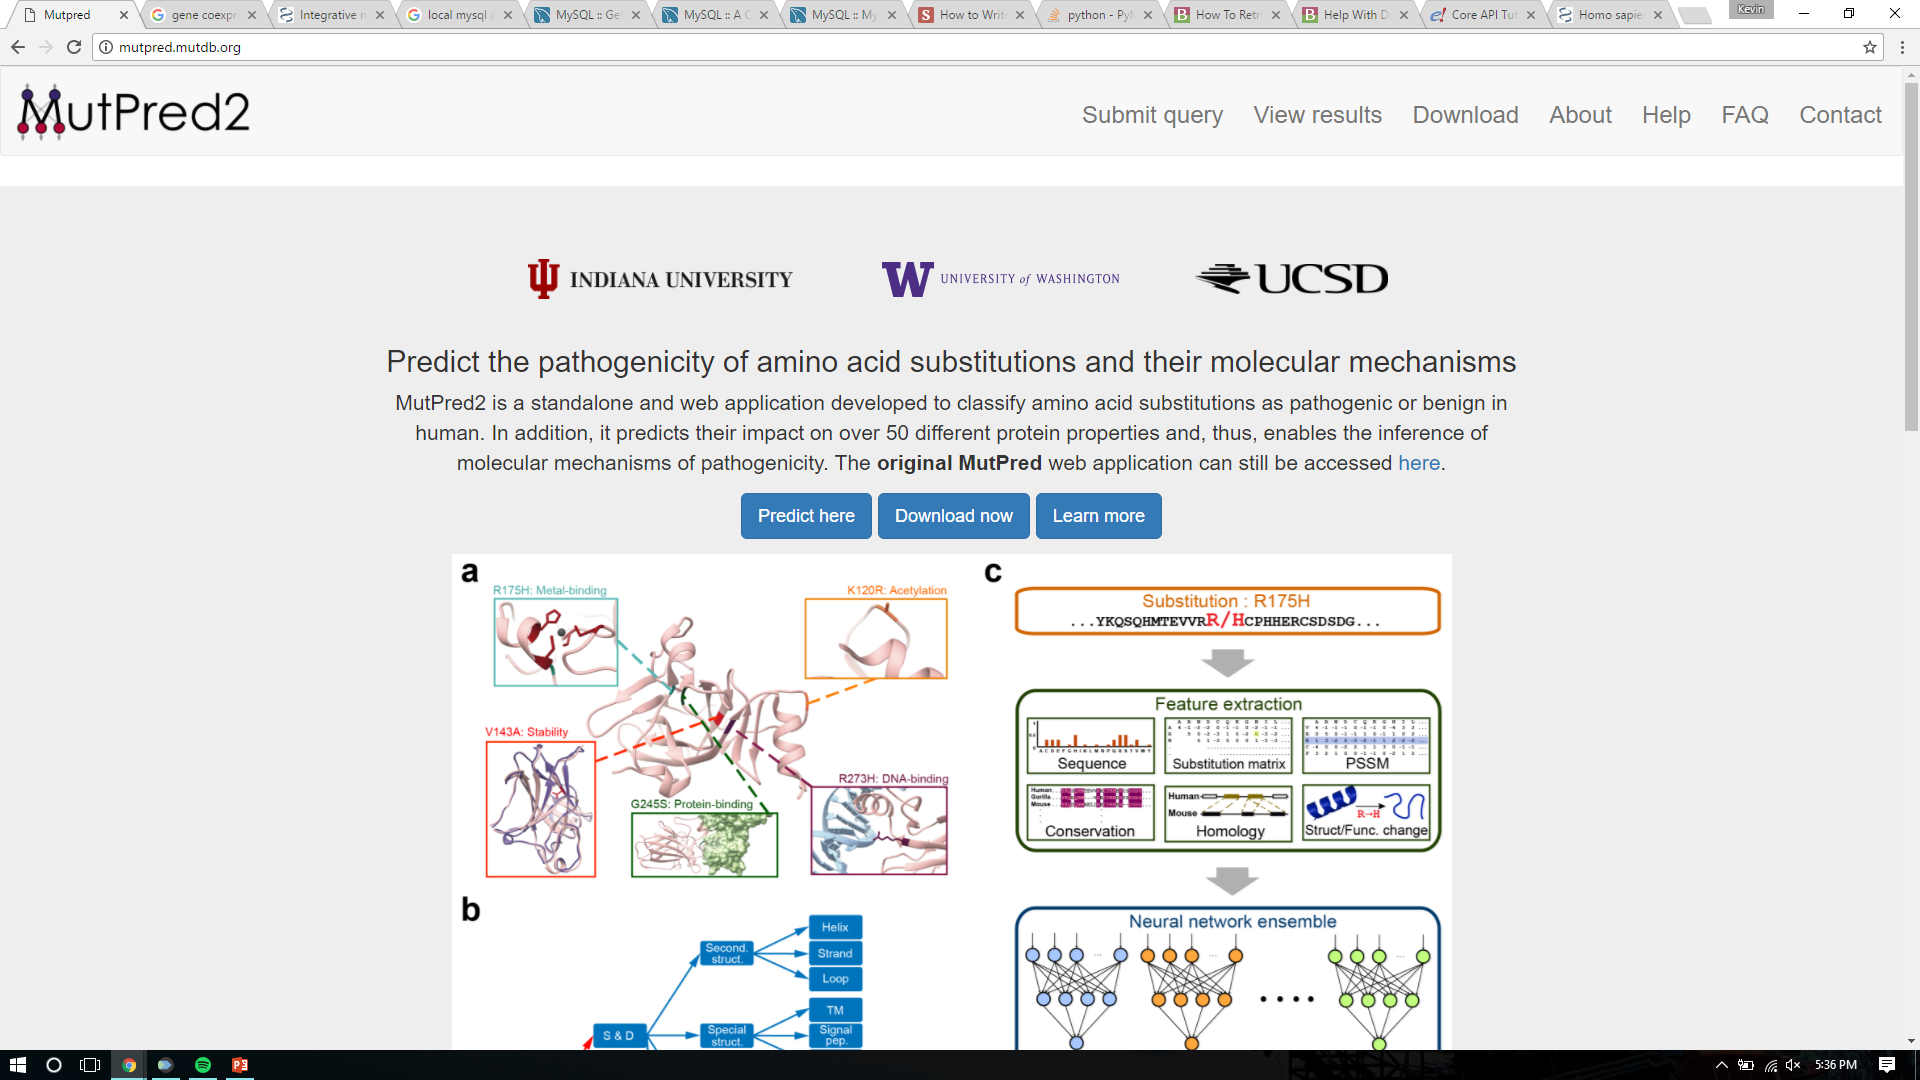 Mutpred
gene coexpr
Integrative n
local mysql c
MySQL :: Get
MySQL :: A C
MySQL :: My
How to Write
python - PyM
How To Retr
Help With D
Core API Tut
Homo sapie
Kevin
mutpred.mutdb.org
MutPred2
Submit query
View results
Download
About
Help
FAQ
Contact
INDIANA UNIVERSITY
W UNIVERSITY of WASHINGTON
UCSD
Predict the pathogenicity of amino acid substitutions and their molecular mechanisms
MutPred2 is a standalone and web application developed to classify amino acid substitutions as pathogenic or benign in
human. In addition, it predicts their impact on over 50 different protein properties and, thus, enables the inference of
molecular mechanisms of pathogenicity. The original MutPred web application can still be accessed here.
Predict here
Download now
Learn more
a
R175H: Metal-binding
K120R: Acetylation
V143A: Stability
G245S: Protein-binding
R273H: DNA-binding
b
Helix
Second. struct.
Strand
Loop
TM
S & D
Special struct.
Signal pep.
c
Substitution : R175H
...YKQSQHMTEVVRR/HCPHHERCSDSDG...
Feature extraction
Sequence
Substitution matrix
PSSM
Human
Gorilla
Mouse
Conservation
Human
Mouse
Homology
R→H
Struct/Func. change
Neural network ensemble
5:36 PM